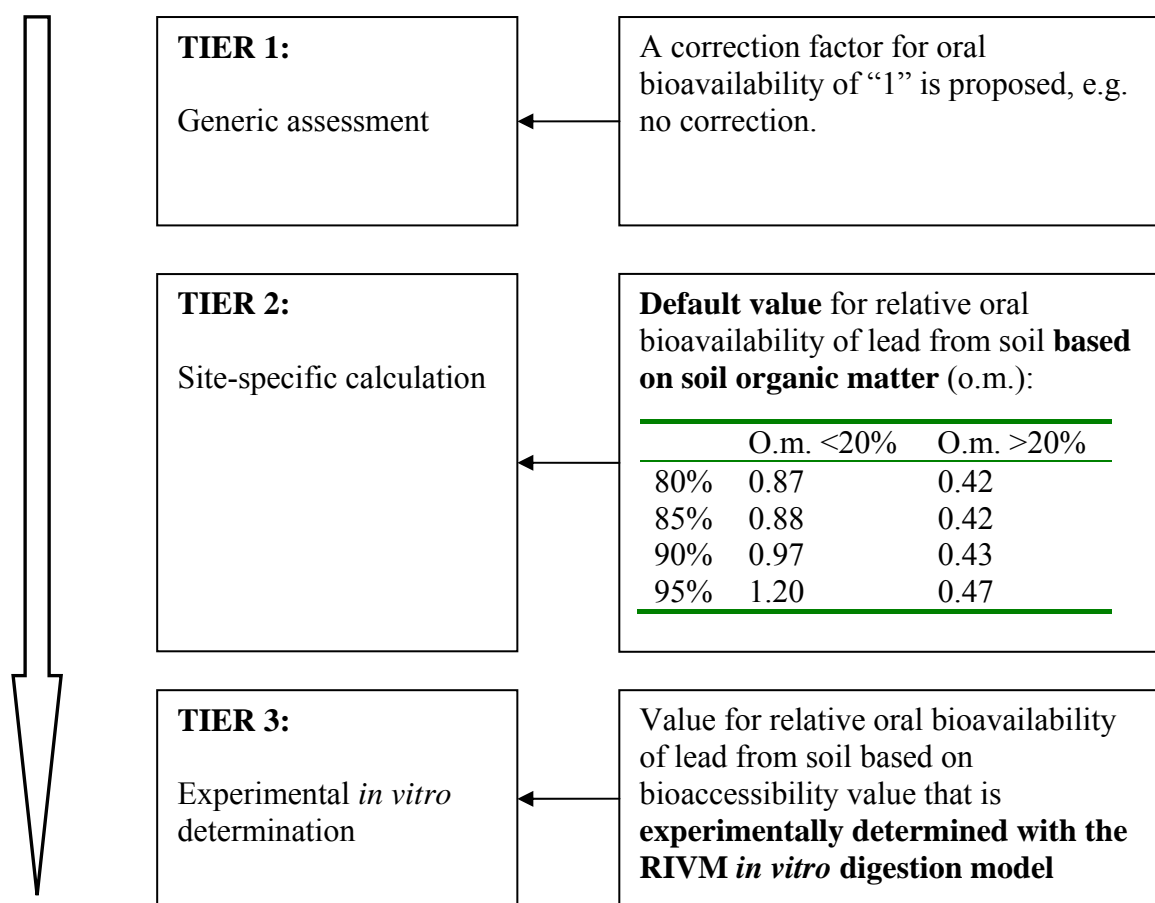 TIER 1:
Generic assessment
A correction factor for oral
bioavailability of “1” is proposed, e.g.
no correction.
TIER 2:
Site-specific calculation
Default value for relative oral
bioavailability of lead from soil based
on soil organic matter (o.m.):
O.m. <20% O.m. >20%
80% 0.87 0.42
85% 0.88 0.42
90% 0.97 0.43
95% 1.20 0.47
TIER 3:
Experimental in vitro
determination
Value for relative oral bioavailability
of lead from soil based on
bioaccessibility value that is
experimentally determined with the
RIVM in vitro digestion model